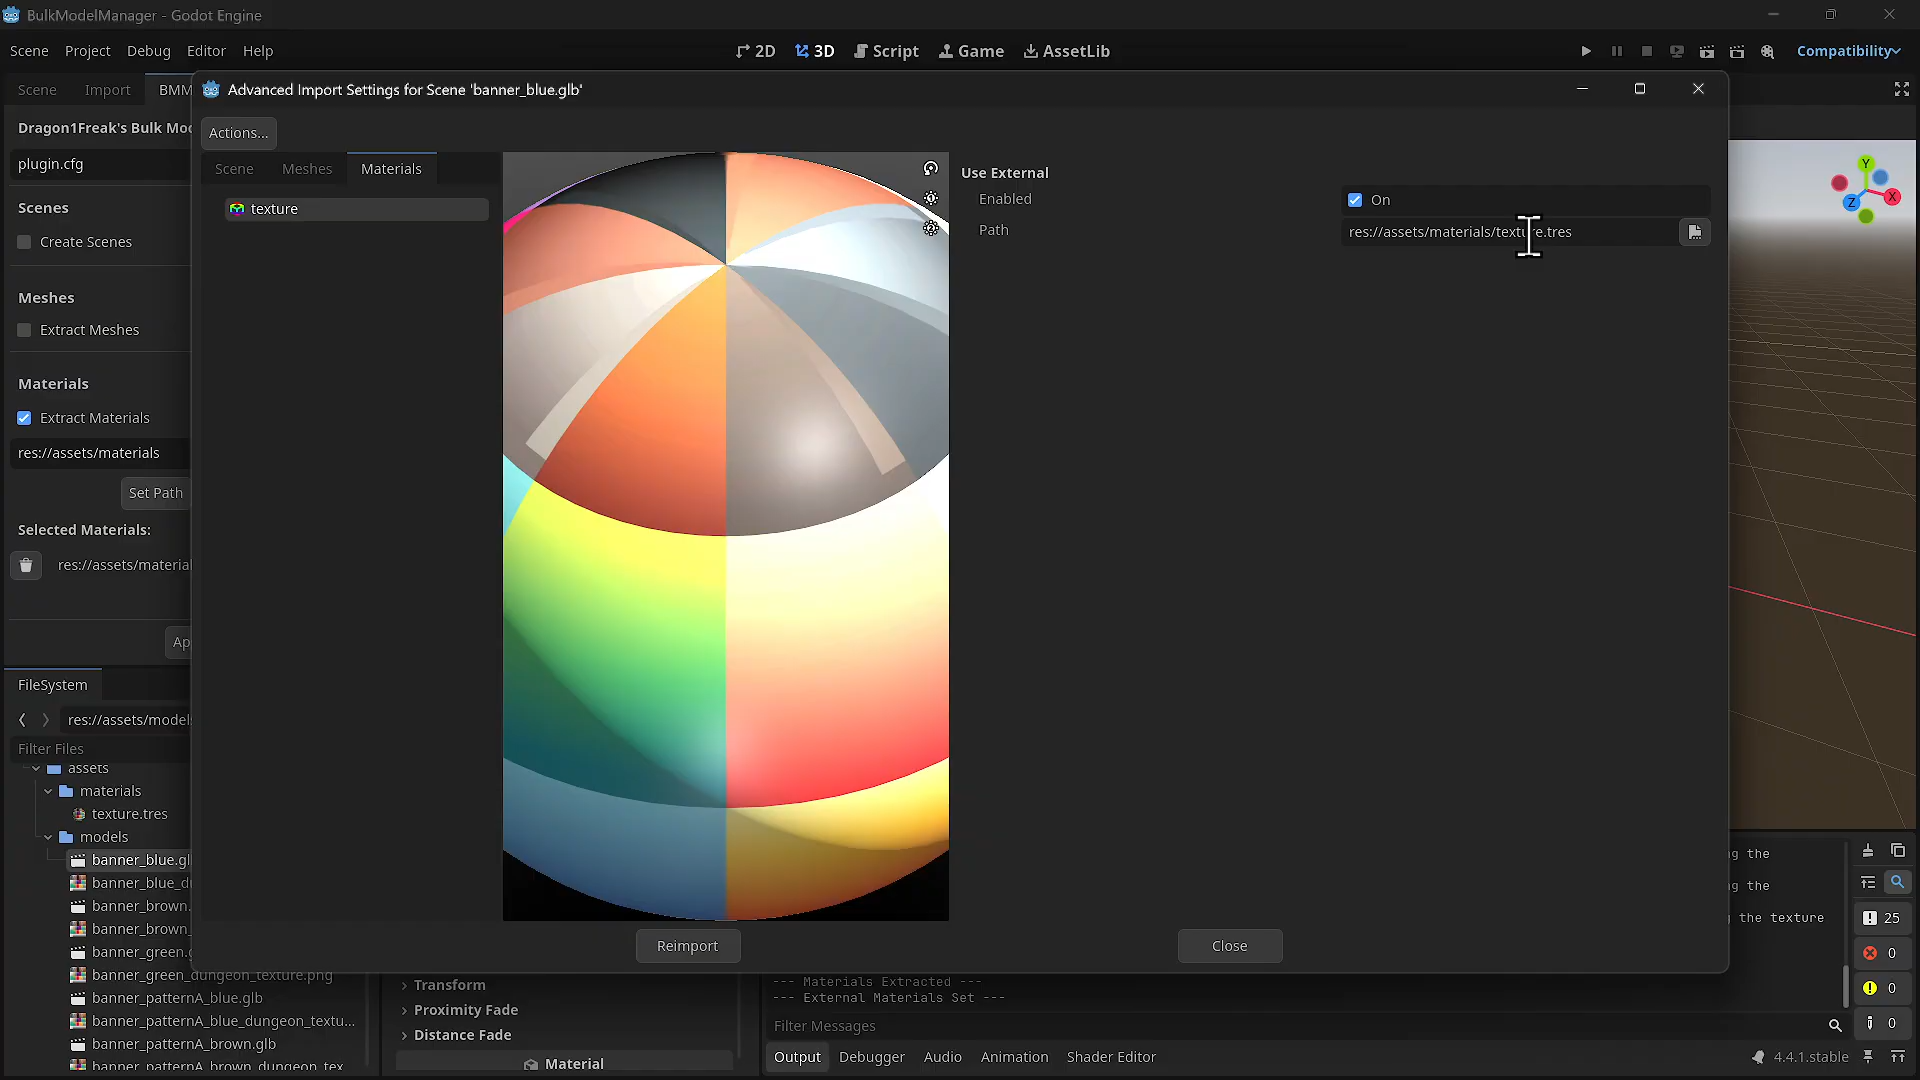 BulkModelManager - Godot Engine
Scene Project Debug Editor Help
2D 3D Script Game AssetLib
Compatibility
Scene Import BMM
Advanced Import Settings for Scene 'banner_blue.glb'
Dragon1Freak's Bulk Mo
plugin.cfg
Scenes
Create Scenes
Meshes
Extract Meshes
Materials
Extract Materials
res://assets/materials
Set Path
Selected Materials:
res://assets/material
Ap
Actions...
Scene Meshes Materials
texture
Use External
Enabled
On
Path
res://assets/materials/texture.tres
Y
X
Z
Reimport
Close
FileSystem
res://assets/model
Filter Files
assets
materials
texture.tres
models
banner_blue.gl
banner_blue_d
banner_brown.
banner_brown_
banner_green.g
banner_green_dungeon_texture.png
banner_patternA_blue.glb
banner_patternA_blue_dungeon_textu...
banner_patternA_brown.glb
banner_patternA_brown_dungeon_tex
Transform
Proximity Fade
Distance Fade
Material
g the
g the
the texture
--- Materials Extracted ---
--- External Materials Set ---
Filter Messages
25
0
0
0
Output Debugger Audio Animation Shader Editor
4.4.1.stable